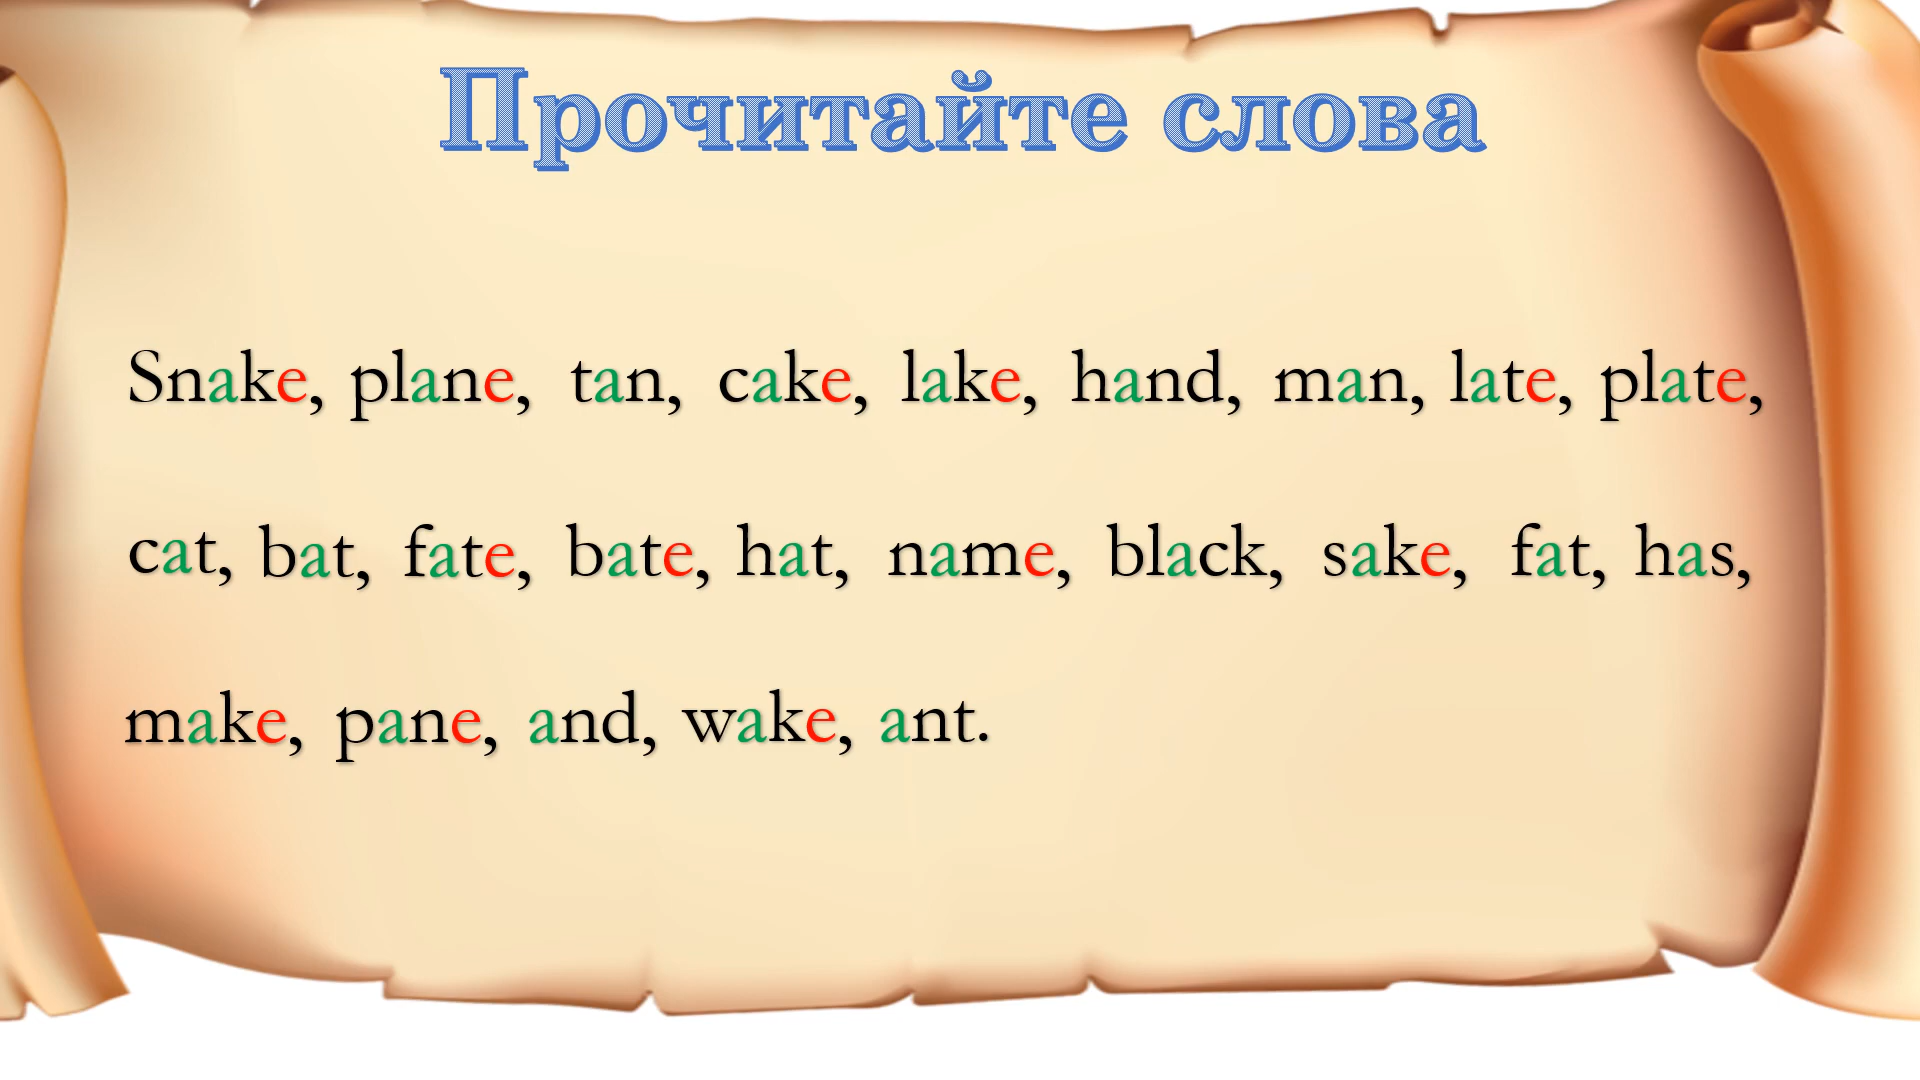 Прочитайте слова
Snake, plane, tan, cake, lake, hand, man, late, plate,
cat, bat, fate, bate, hat, name, black, sake, fat, has,
make, pane, and, wake, ant.